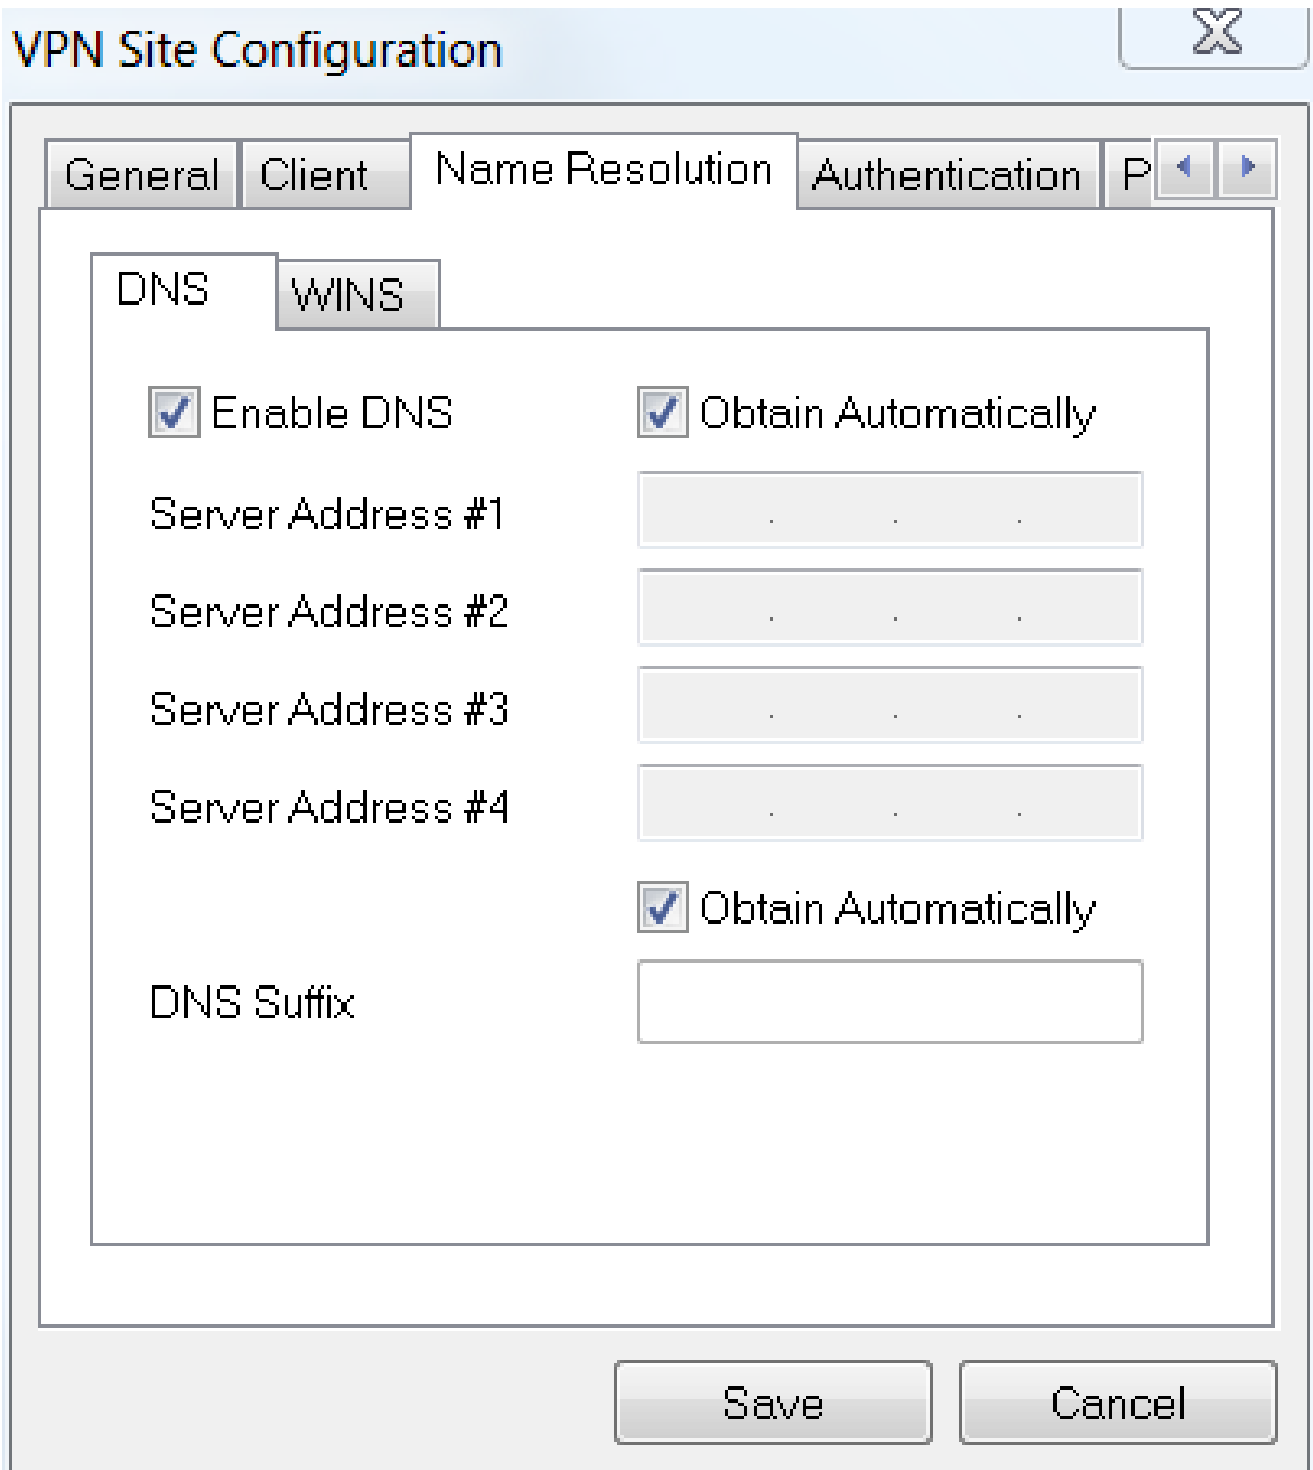 VPN Site Configuration
General Client Name Resolution Authentication P
DNS WINS
Enable DNS Obtain Automatically
Server Address #1 . . .
Server Address #2 . . .
Server Address #3 . . .
Server Address #4 . . .
Obtain Automatically
DNS Suffix
Save Cancel